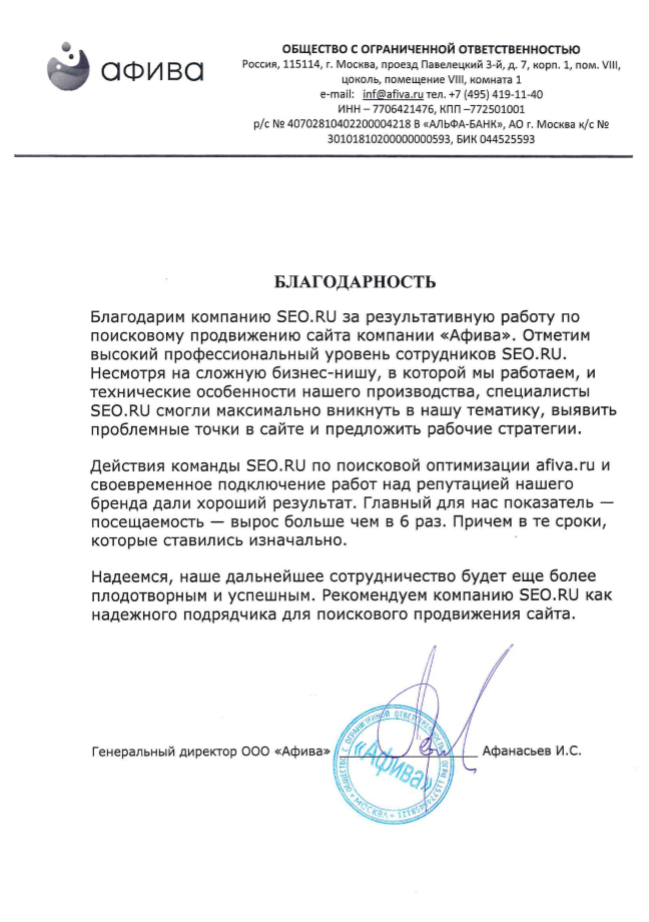 афива
ОБЩЕСТВО С ОГРАНИЧЕННОЙ ОТВЕТСТВЕННОСТЬЮ
Россия, 115114, г. Москва, проезд Павелецкий 3-й, д. 7, корп. 1, пом. VIII,
цоколь, помещение VIII, комната 1
e-mail: inf@afiva.ru тел. +7 (495) 419-11-40
ИНН – 7706421476, КПП –772501001
р/с № 40702810402200004218 В «АЛЬФА-БАНК», АО г. Москва к/с №
30101810200000000593, БИК 044525593
БЛАГОДАРНОСТЬ
Благодарим компанию SEO.RU за результативную работу по
поисковому продвижению сайта компании «Афива». Отметим
высокий профессиональный уровень сотрудников SEO.RU.
Несмотря на сложную бизнес-нишу, в которой мы работаем, и
технические особенности нашего производства, специалисты
SEO.RU смогли максимально вникнуть в нашу тематику, выявить
проблемные точки в сайте и предложить рабочие стратегии.
Действия команды SEO.RU по поисковой оптимизации afiva.ru и
своевременное подключение работ над репутацией нашего
бренда дали хороший результат. Главный для нас показатель —
посещаемость — вырос больше чем в 6 раз. Причем в те сроки,
которые ставились изначально.
Надеемся, наше дальнейшее сотрудничество будет еще более
плодотворным и успешным. Рекомендуем компанию SEO.RU как
надежного подрядчика для поискового продвижения сайта.
Генеральный директор ООО «Афива» Афанасьев И.С.
ОБЩЕСТВО С ОГРАНИЧЕННОЙ ОТВЕТСТВЕННОСТЬЮ
«Афива»
МОСКВА